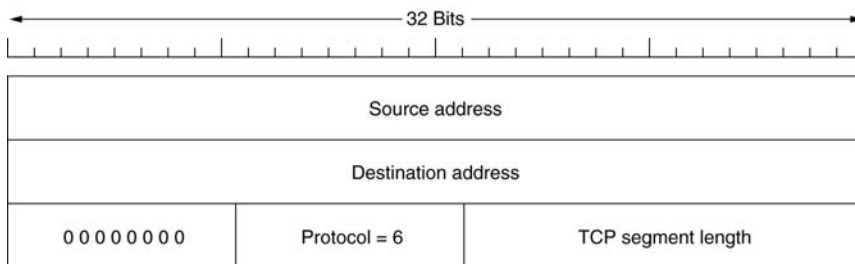 32 Bits
Source address
Destination address
0 0 0 0 0 0 0 0 Protocol = 6 TCP segment length